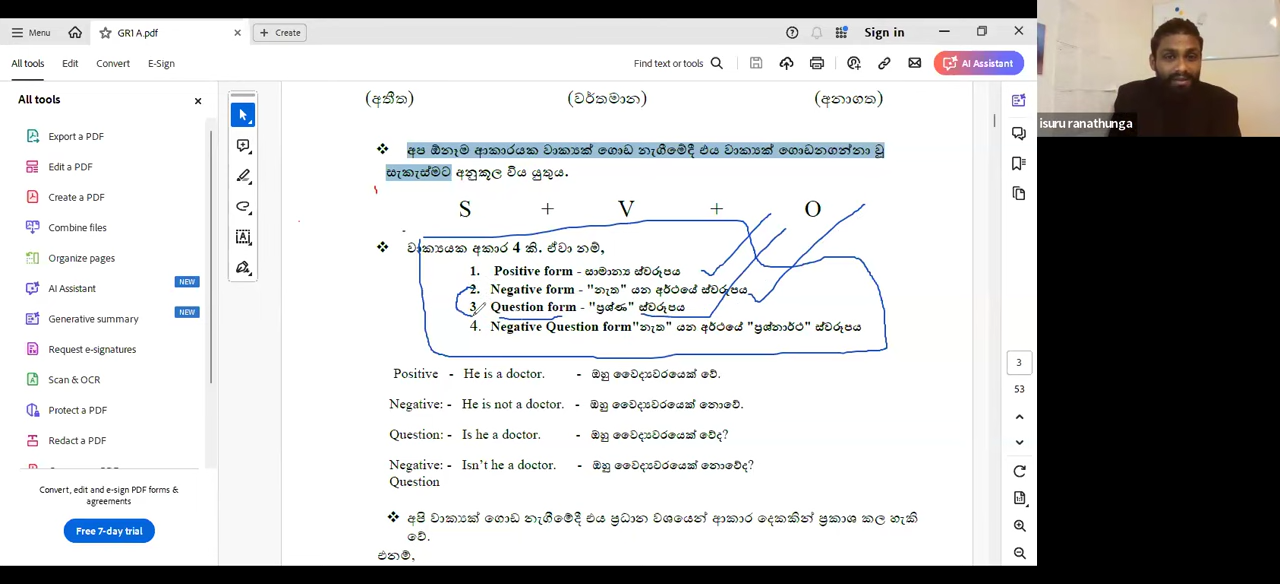 Menu
GR1 A.pdf
Create
Sign in
All tools
Edit
Convert
E-Sign
Find text or tools
AI Assistant
All tools
Export a PDF
Edit a PDF
Create a PDF
Combine files
Organize pages
AI Assistant
NEW
Generative summary
NEW
Request e-signatures
Scan & OCR
Protect a PDF
Redact a PDF
Convert, edit and e-sign PDF forms &
agreements
Free 7-day trial
(අතීත) (වර්තමාන) (අනාගත)
❖ අප ඕනෑම ආකාරයක වාක්‍යක් ගොඩ නැගීමේදී එය වාක්‍යක් ගොඩනගන්නා වූ
සැකැස්මට අනුකූල විය යුතුය.
S + V + O
❖ වාක්‍යයක අකාර 4 කි. ඒවා නම්,
1. Positive form - සාමාන්‍ය ස්වරූපය
2. Negative form - "නැත" යන අර්ථයේ ස්වරූපය
3. Question form - "ප්‍රශ්ණ" ස්වරූපය
4. Negative Question form"නැත" යන අර්ථයේ "ප්‍රශ්නාර්ථ" ස්වරූපය
Positive - He is a doctor. - ඔහු වෛද්‍යවරයෙක් වේ.
Negative: - He is not a doctor. - ඔහු වෛද්‍යවරයෙක් නොවේ.
Question: - Is he a doctor. - ඔහු වෛද්‍යවරයෙක් වේද?
Negative: - Isn't he a doctor. - ඔහු වෛද්‍යවරයෙක් නොවේද?
Question
❖ අපි වාක්‍යක් ගොඩ නැගීමේදී එය ප්‍රධාන වශයෙන් ආකාර දෙකකින් ප්‍රකාශ කල හැකි
වේ.
එනම්,
3
53
isuru ranathunga